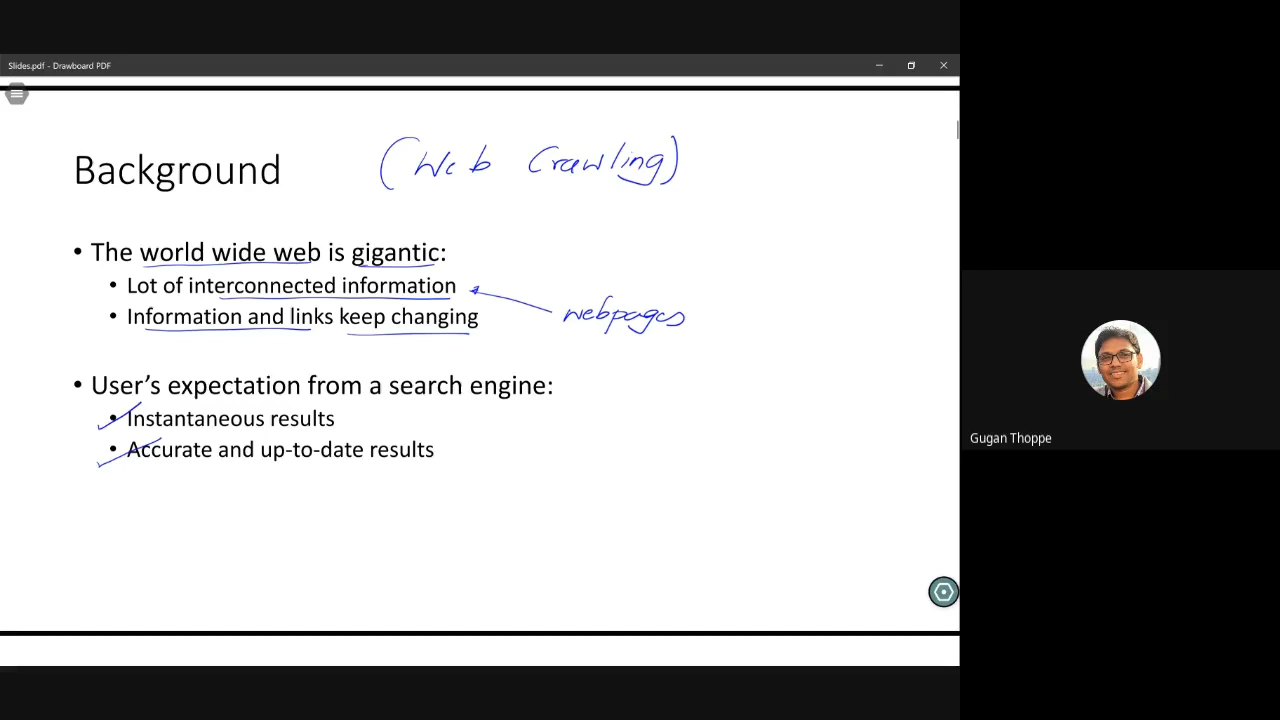 Slides.pdf - Drawboard PDF
Background (Web Crawling)
• The world wide web is gigantic:
• Lot of interconnected information
• Information and links keep changing
webpages
• User's expectation from a search engine:
• Instantaneous results
• Accurate and up-to-date results
Gugan Thoppe